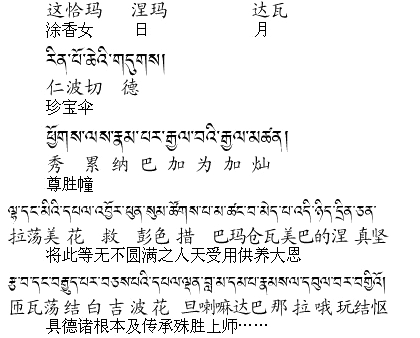 这恰玛 涅玛 达瓦
涂香女 日 月
རིན་པོ་ཆེའི་གདུགས།
仁波切 德
珍宝伞
ཕྱོགས་ལས་རྣམ་པར་རྒྱལ་བའི་རྒྱལ་མཚན།
秀 累 纳 巴 加 为 加 灿
尊胜幢
ལྷ་དང་མིའི་དཔལ་འབྱོར་ཕུན་སུམ་ཚོགས་པ་མ་ཚང་བ་མེད་པ་འདི་ཉིད་དྲིན་ཅན་
拉荡美 花 救 彭色 措 巴玛仓瓦美巴的涅 真坚
将此等无不圆满之人天受用供养大恩
རྩ་བ་དང་བརྒྱུད་པར་བཅས་པའི་དཔལ་ལྡན་བླ་མ་དམ་པ་རྣམས་ལ་དབུལ་བར་བགྱིའོ།
匝瓦荡 结 白 吉 波 花 旦喇嘛达巴 那 拉 哦 玩 结怄
具德诸根本及传承殊胜上师……